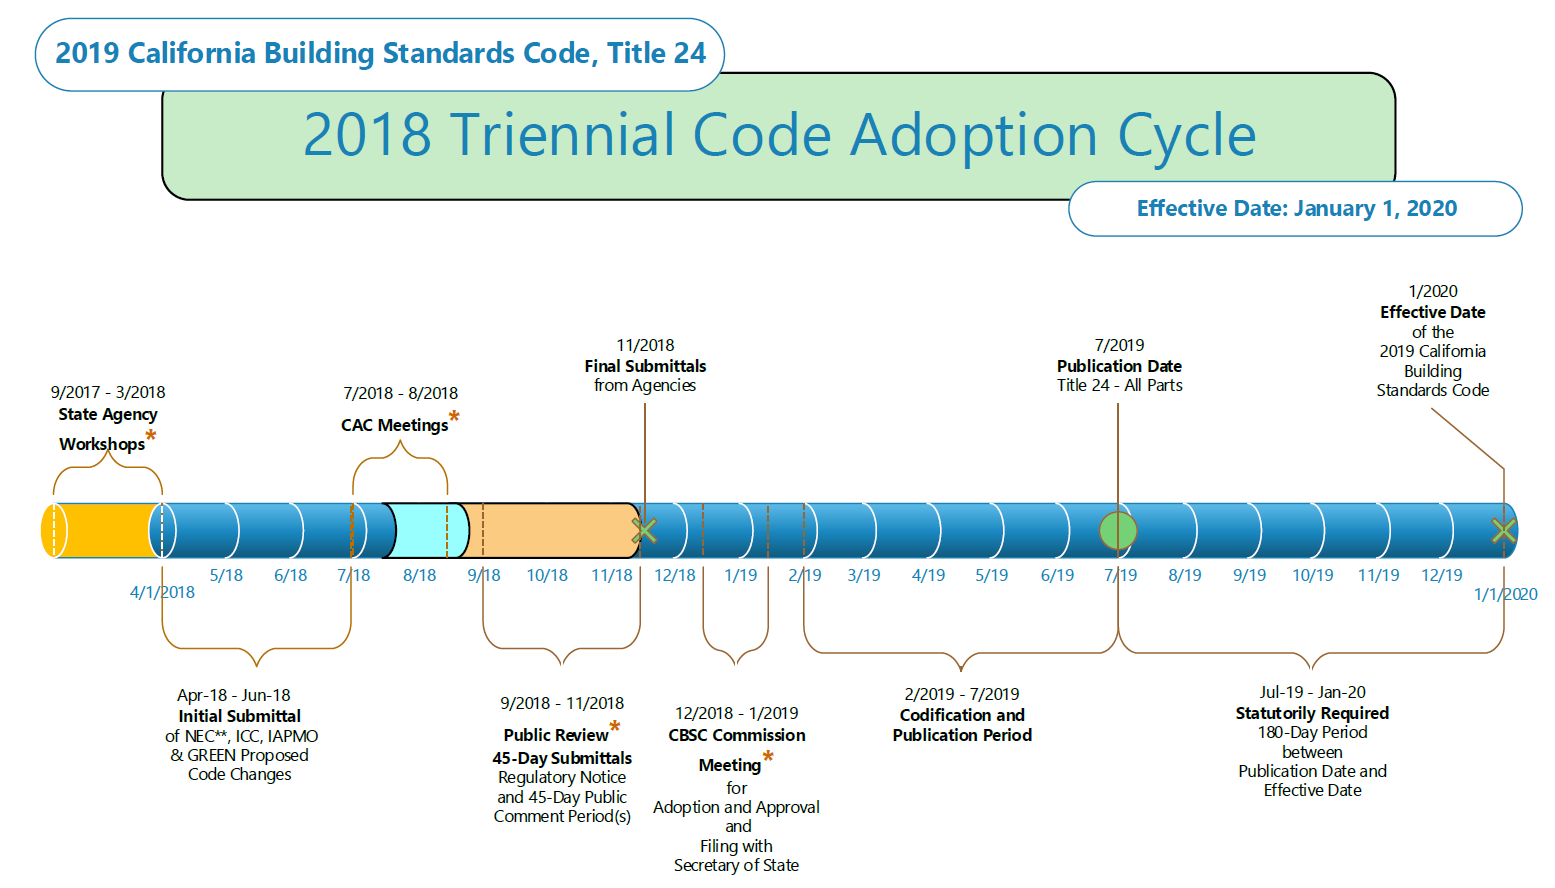 2019 California Building Standards Code, Title 24
2018 Triennial Code Adoption Cycle
Effective Date: January 1, 2020
9/2017 - 3/2018
State Agency
Workshops*
7/2018 - 8/2018
CAC Meetings*
11/2018
Final Submittals
from Agencies
7/2019
Publication Date
Title 24 - All Parts
1/2020
Effective Date
of the
2019 California
Building
Standards Code
4/1/2018
5/18
6/18
7/18
8/18
9/18
10/18
11/18
12/18
1/19
2/19
3/19
4/19
5/19
6/19
7/19
8/19
9/19
10/19
11/19
12/19
1/1/2020
Apr-18 - Jun-18
Initial Submittal
of NEC**, ICC, IAPMO
& GREEN Proposed
Code Changes
9/2018 - 11/2018
Public Review*
45-Day Submittals
Regulatory Notice
and 45-Day Public
Comment Period(s)
12/2018 - 1/2019
CBSC Commission
Meeting*
for
Adoption and Approval
and
Filing with
Secretary of State
2/2019 - 7/2019
Codification and
Publication Period
Jul-19 - Jan-20
Statutorily Required
180-Day Period
between
Publication Date and
Effective Date